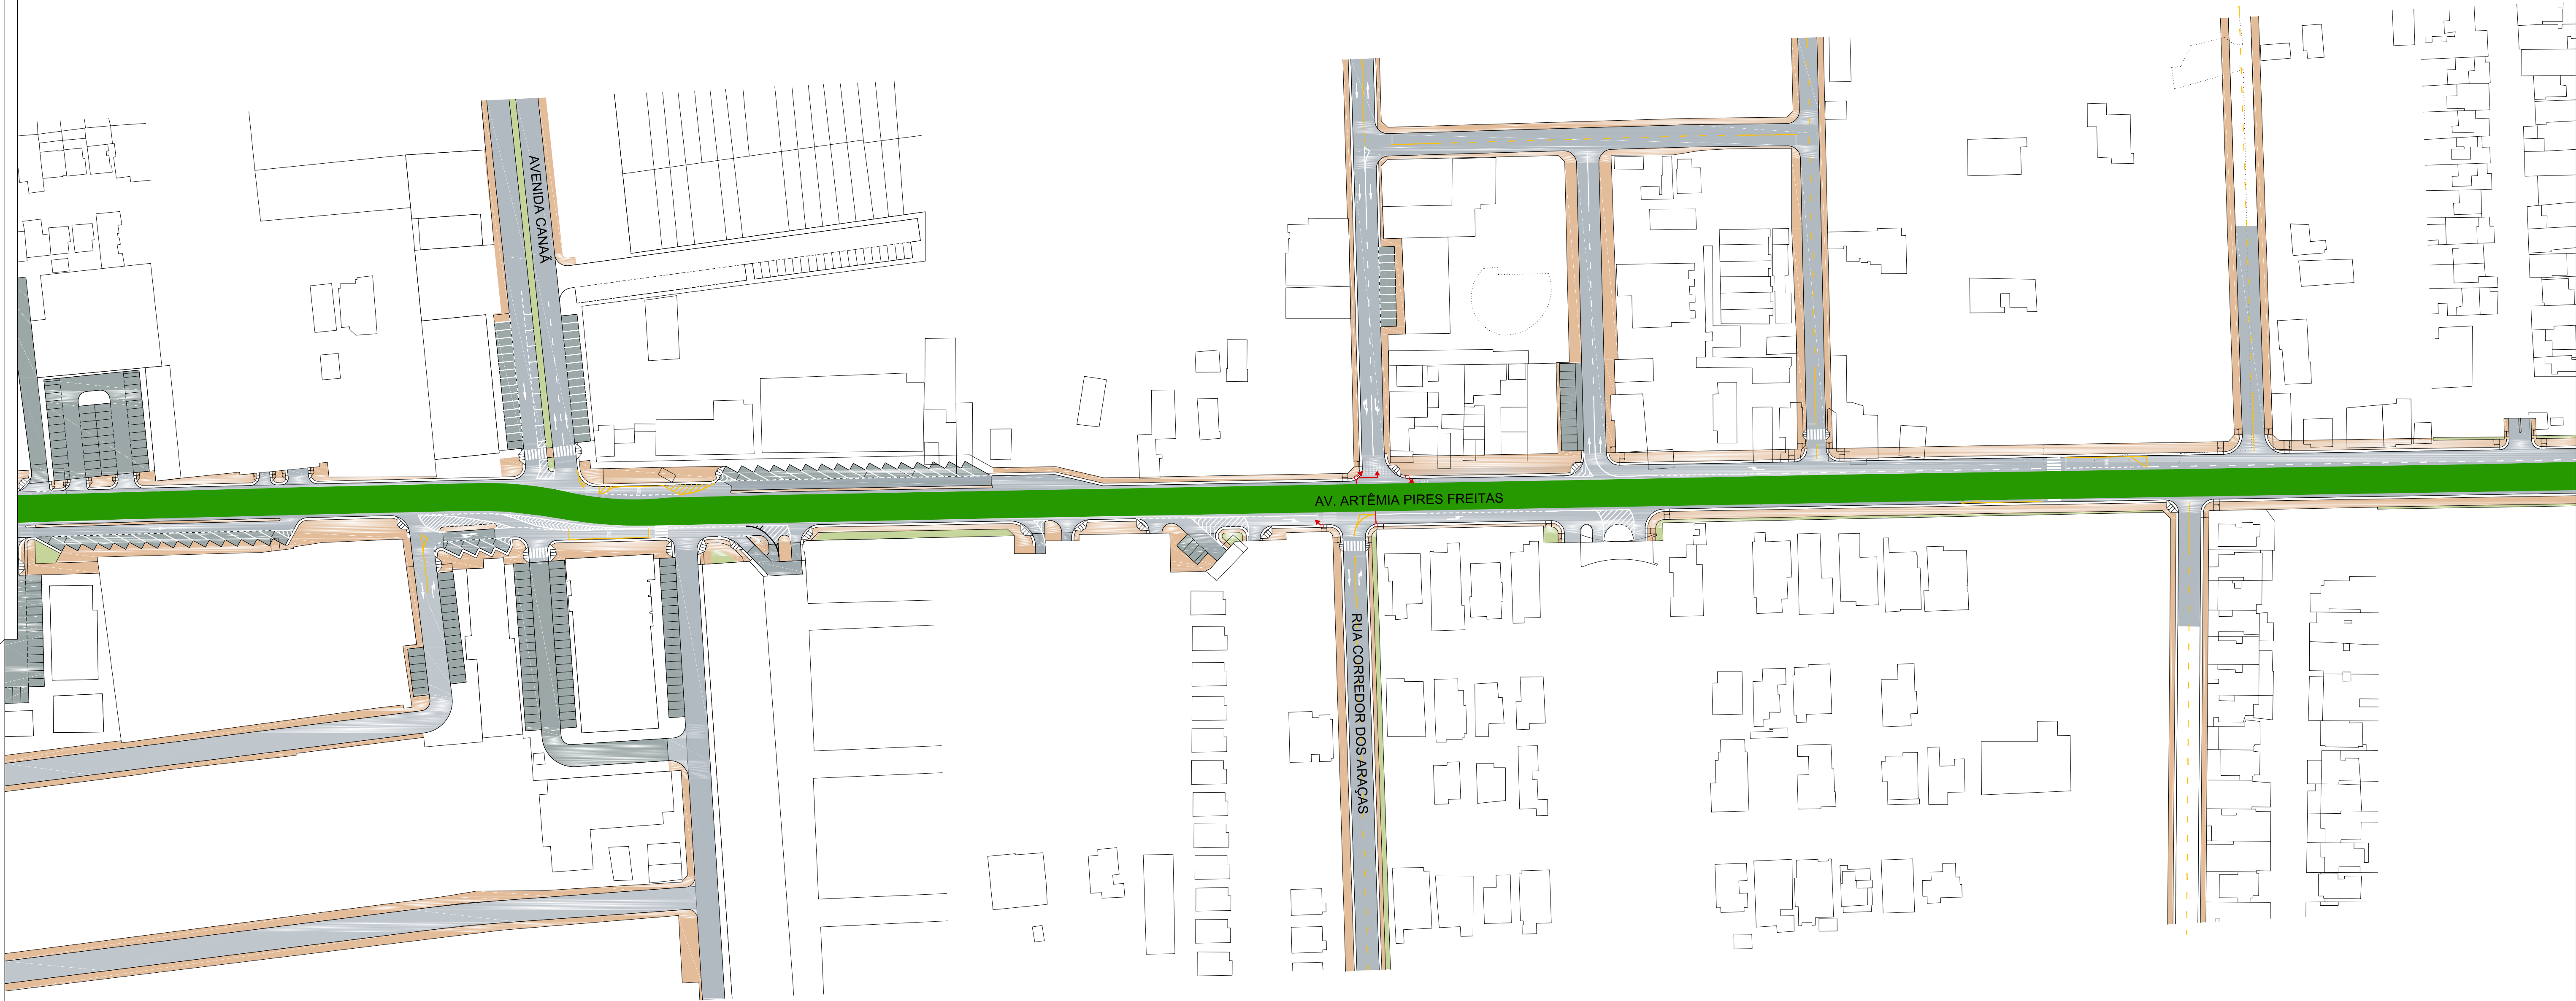 AVENIDA CANAÃ
AV. ARTÊMIA PIRES FREITAS
RUA CORREDOR DOS ARAÇAS